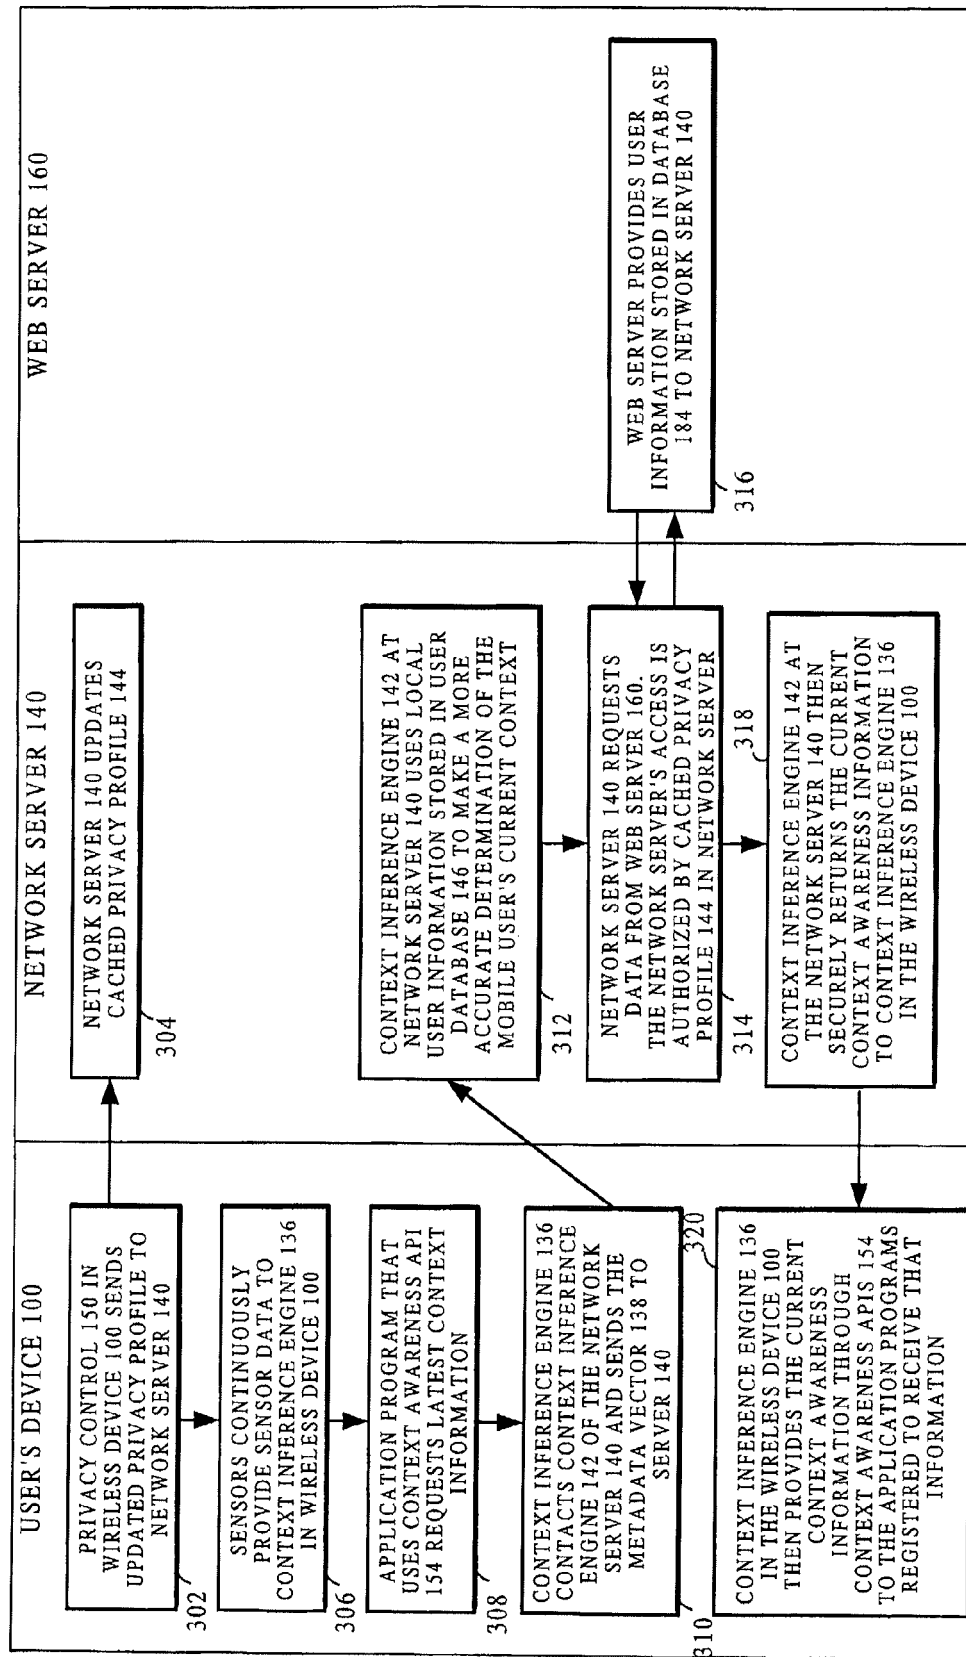 USER'S DEVICE 100
PRIVACY CONTROL 150 IN
WIRELESS DEVICE 100 SENDS
UPDATED PRIVACY PROFILE TO
NETWORK SERVER 140
302
SENSORS CONTINUOUSLY
PROVIDE SENSOR DATA TO
CONTEXT INFERENCE ENGINE 136
IN WIRELESS DEVICE 100
306
APPLICATION PROGRAM THAT
USES CONTEXT AWARENESS API
154 REQUESTS LATEST CONTEXT
INFORMATION
308
CONTEXT INFERENCE ENGINE 136
CONTACTS CONTEXT INFERENCE
ENGINE 142 OF THE NETWORK
SERVER 140 AND SENDS THE
METADATA VECTOR 138 TO
SERVER 140
310
320
CONTEXT INFERENCE ENGINE 136
IN THE WIRELESS DEVICE 100
THEN PROVIDES THE CURRENT
CONTEXT AWARENESS
INFORMATION THROUGH
CONTEXT AWARENESS APIS 154
TO THE APPLICATION PROGRAMS
REGISTERED TO RECEIVE THAT
INFORMATION
NETWORK SERVER 140
NETWORK SERVER 140 UPDATES
CACHED PRIVACY PROFILE 144
304
CONTEXT INFERENCE ENGINE 142 AT
NETWORK SERVER 140 USES LOCAL
USER INFORMATION STORED IN USER
DATABASE 146 TO MAKE A MORE
ACCURATE DETERMINATION OF THE
MOBILE USER'S CURRENT CONTEXT
312
NETWORK SERVER 140 REQUESTS
DATA FROM WEB SERVER 160.
THE NETWORK SERVER'S ACCESS IS
AUTHORIZED BY CACHED PRIVACY
PROFILE 144 IN NETWORK SERVER
314
318
CONTEXT INFERENCE ENGINE 142 AT
THE NETWORK SERVER 140 THEN
SECURELY RETURNS THE CURRENT
CONTEXT AWARENESS INFORMATION
TO CONTEXT INFERENCE ENGINE 136
IN THE WIRELESS DEVICE 100
WEB SERVER 160
WEB SERVER PROVIDES USER
INFORMATION STORED IN DATABASE
184 TO NETWORK SERVER 140
316